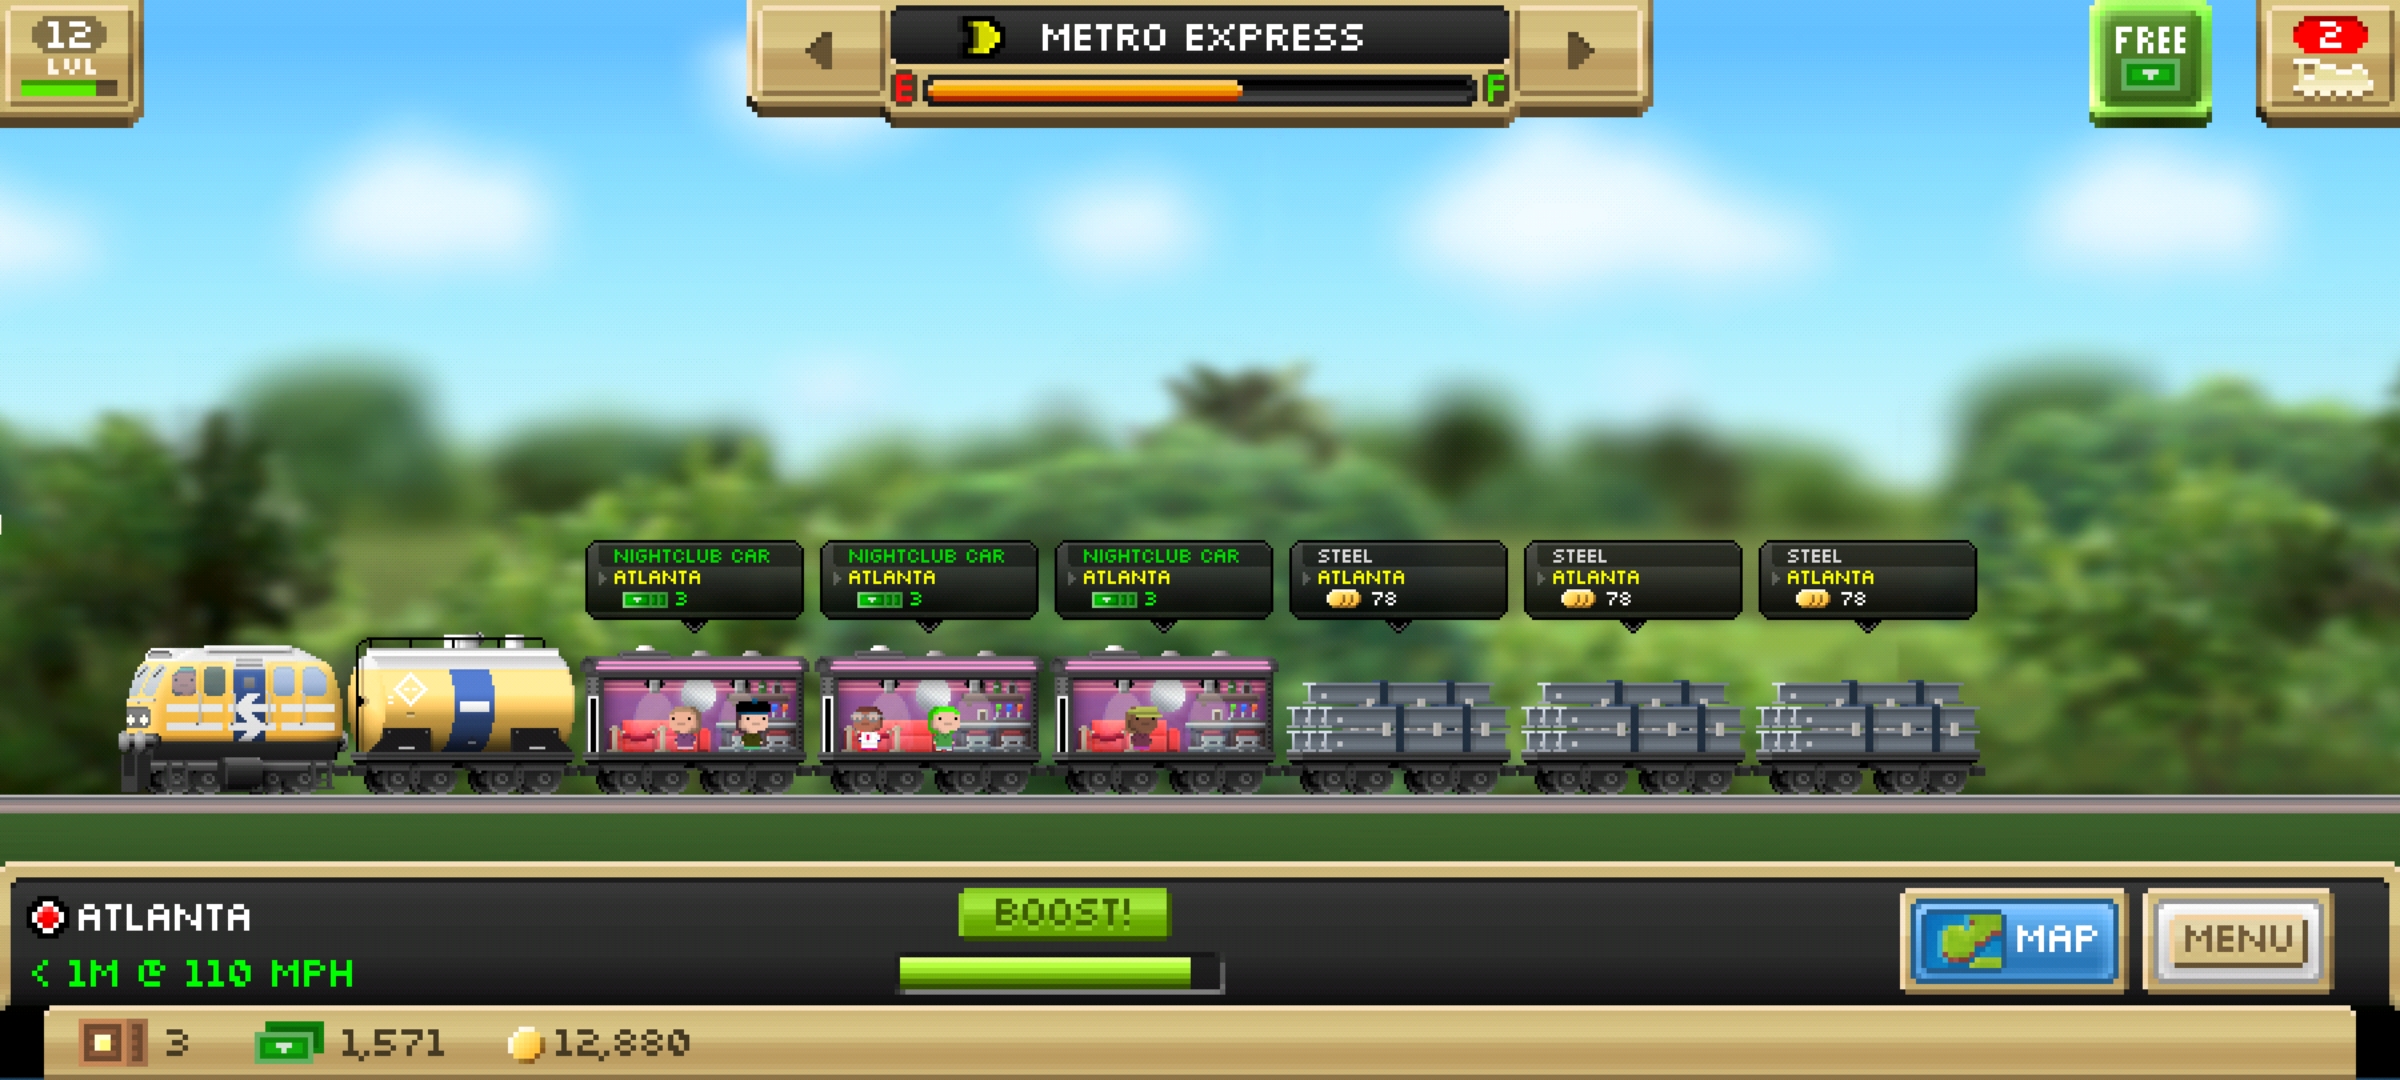 12
LVL
METRO EXPRESS
E F
FREE
2
NIGHTCLUB CAR
ATLANTA
3
NIGHTCLUB CAR
ATLANTA
3
NIGHTCLUB CAR
ATLANTA
3
STEEL
ATLANTA
78
STEEL
ATLANTA
78
STEEL
ATLANTA
78
ATLANTA
< 1M @ 110 MPH
BOOST!
MAP
MENU
3
1,571
12,880